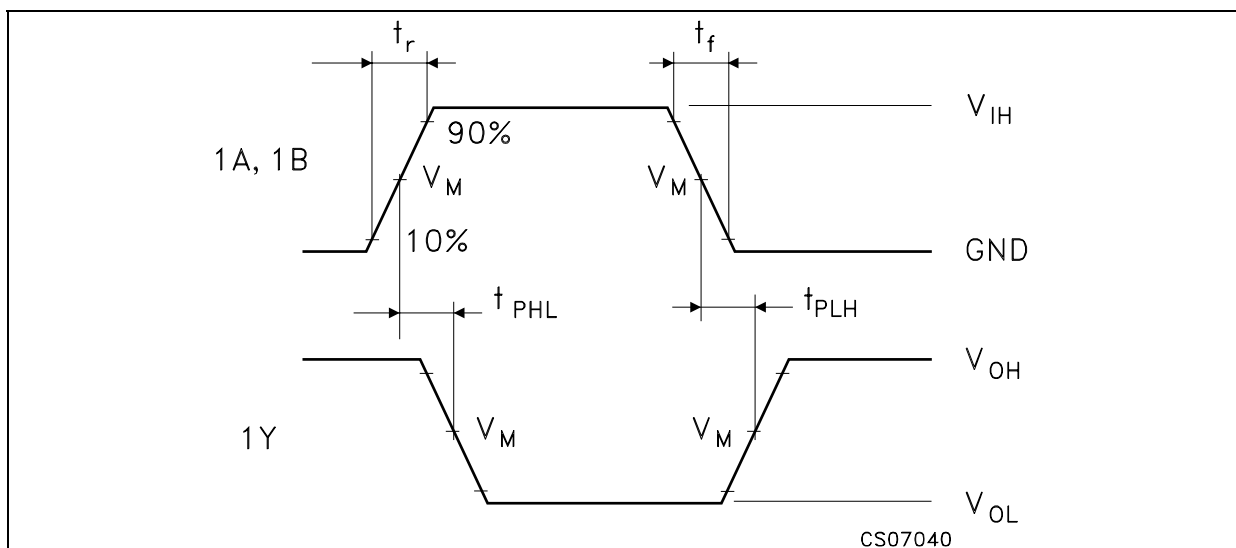 t_r
t_f
V_IH
90%
1A, 1B
V_M
V_M
10%
GND
t_PHL
t_PLH
V_OH
1Y
V_M
V_M
V_OL
CS07040